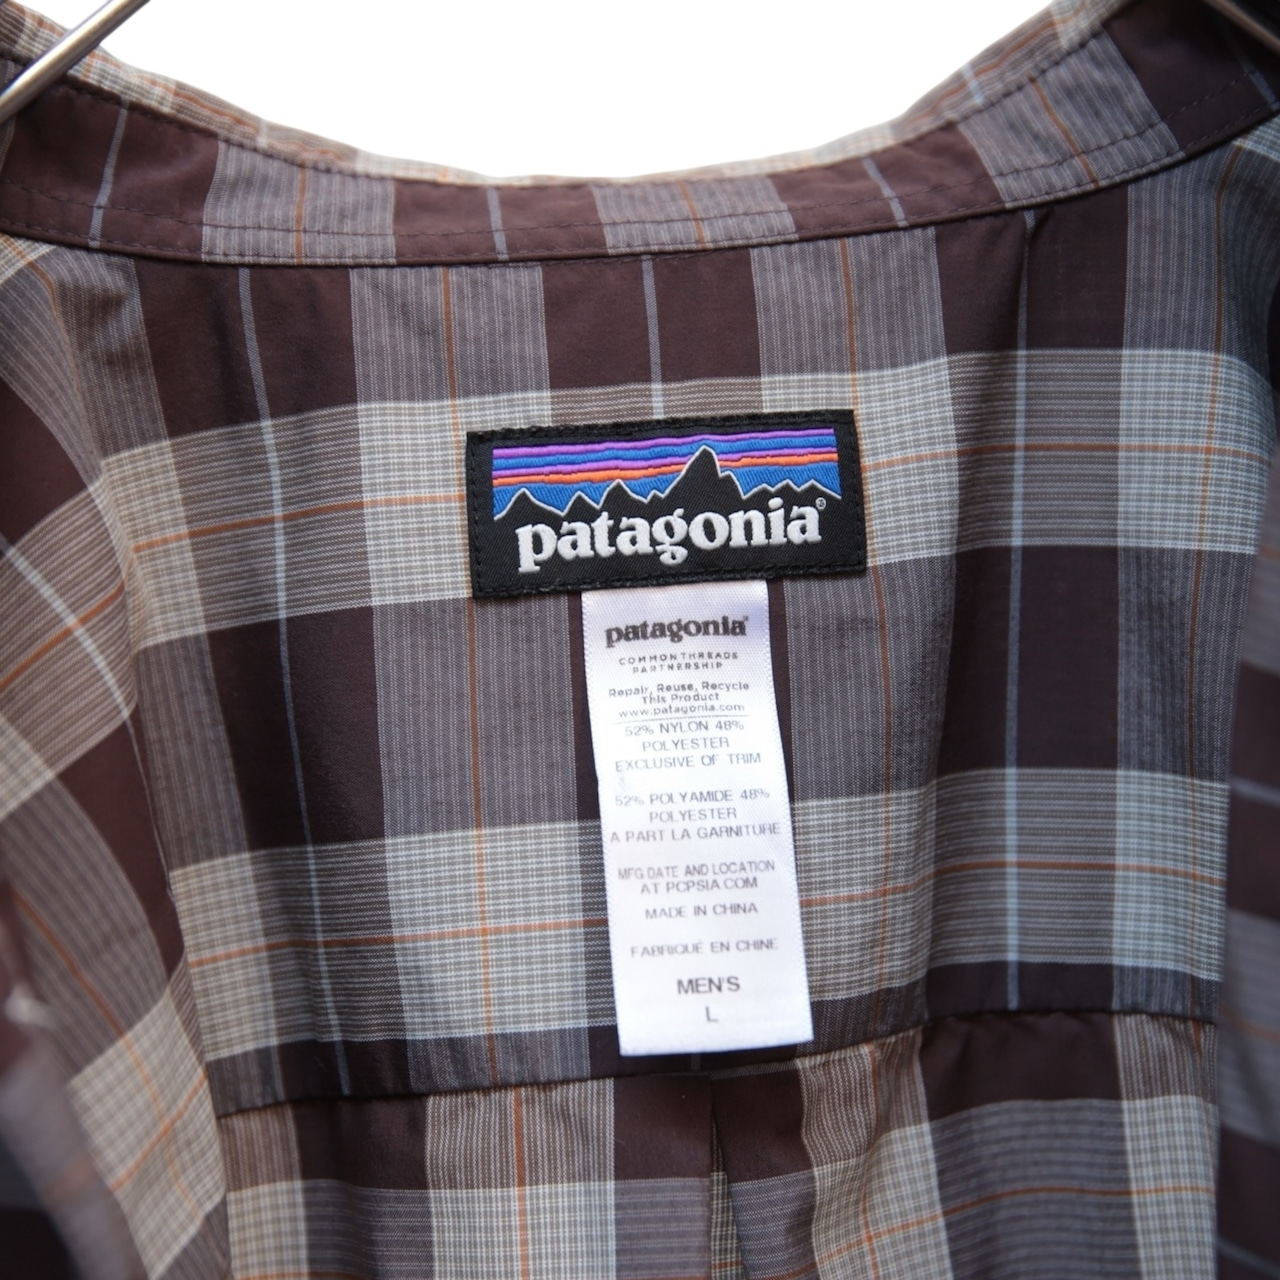 patagonia®
patagonia®
COMMON THREADS
PARTNERSHIP
Repair, Reuse, Recycle
This Product
www.patagonia.com
52% NYLON 48%
POLYESTER
EXCLUSIVE OF TRIM
52% POLYAMIDE 48%
POLYESTER
A PART LA GARNITURE
MFG DATE AND LOCATION
AT PCPSIA.COM
MADE IN CHINA
FABRIQUÉ EN CHINE
MEN'S
L